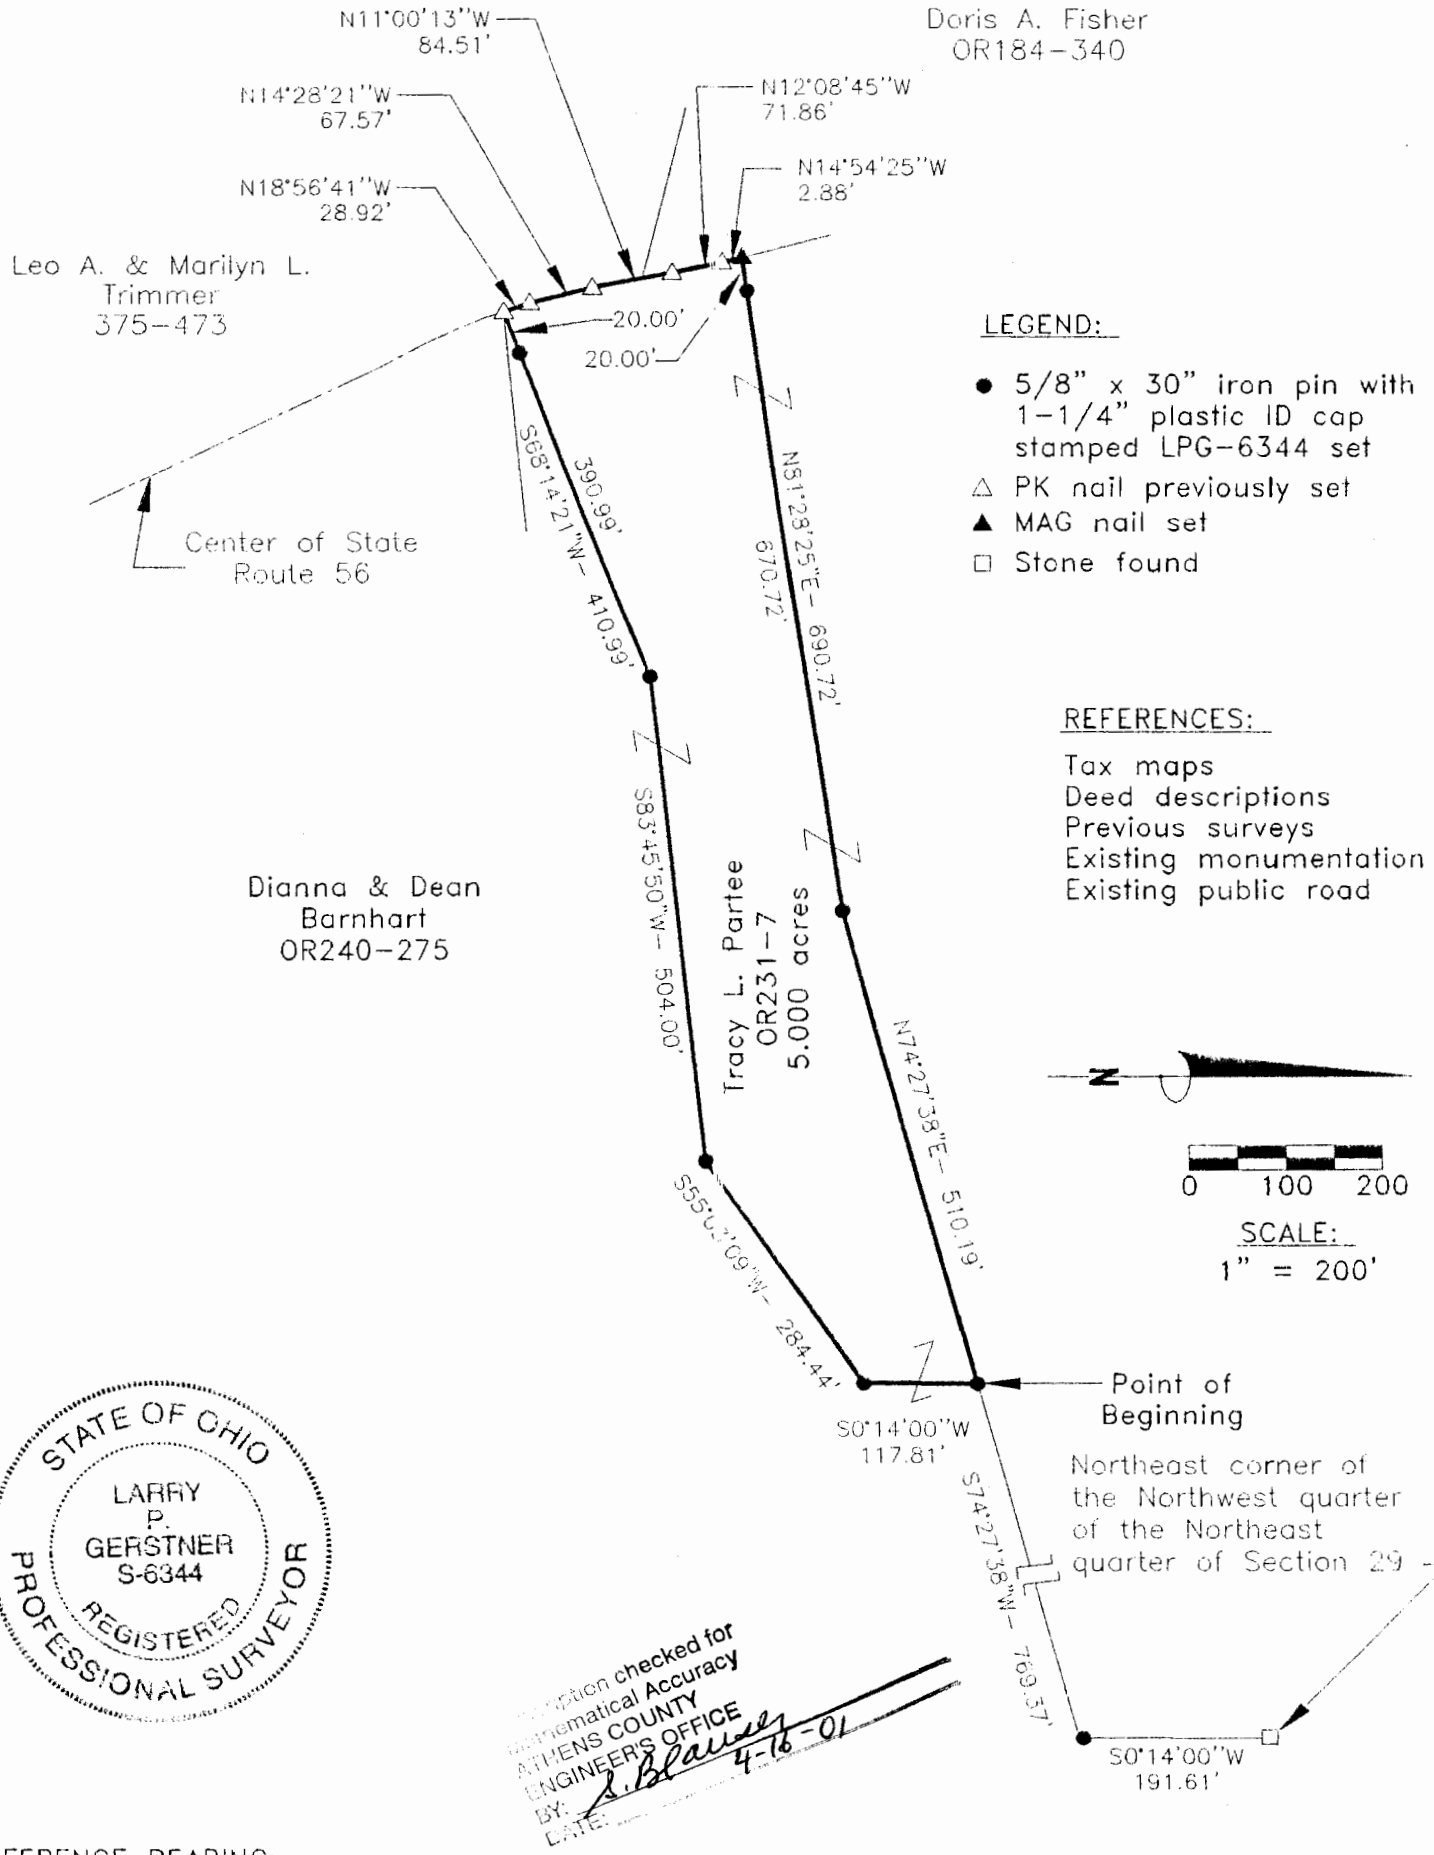 N11°00'13"W
84.51'
Doris A. Fisher
OR184-340
N14°28'21"W
67.57'
N12°08'45"W
71.86'
N18°56'41"W
28.92'
N14°54'25"W
2.88'
Leo A. & Marilyn L.
Trimmer
375-473
20.00'
20.00'
Center of State
Route 56
LEGEND:
5/8" x 30" iron pin with
1-1/4" plastic ID cap
stamped LPG-6344 set
PK nail previously set
MAG nail set
Stone found
390.99'
S68°14'21"W- 410.99'
N81°28'25"E- 690.72'
670.72'
REFERENCES:
Tax maps
Deed descriptions
Previous surveys
Existing monumentation
Existing public road
S83°45'50"W- 504.00'
Dianna & Dean
Barnhart
OR240-275
Tracy L. Partee
OR231-7
5.000 acres
N74°27'38"E- 510.19'
N
0 100 200
SCALE:
1" = 200'
284.44'
Point of
Beginning
S0°14'00"W
117.81'
Northeast corner of
the Northwest quarter
of the Northeast
quarter of Section 29
S74°27'38"W- 769.37'
S0°14'00"W
191.61'
STATE OF OHIO
LARRY
P.
GERSTNER
S-6344
REGISTERED
PROFESSIONAL SURVEYOR
checked for
Accuracy
ATHENS COUNTY
ENGINEER'S OFFICE
BY:
DATE: 4-16-01
BEARING